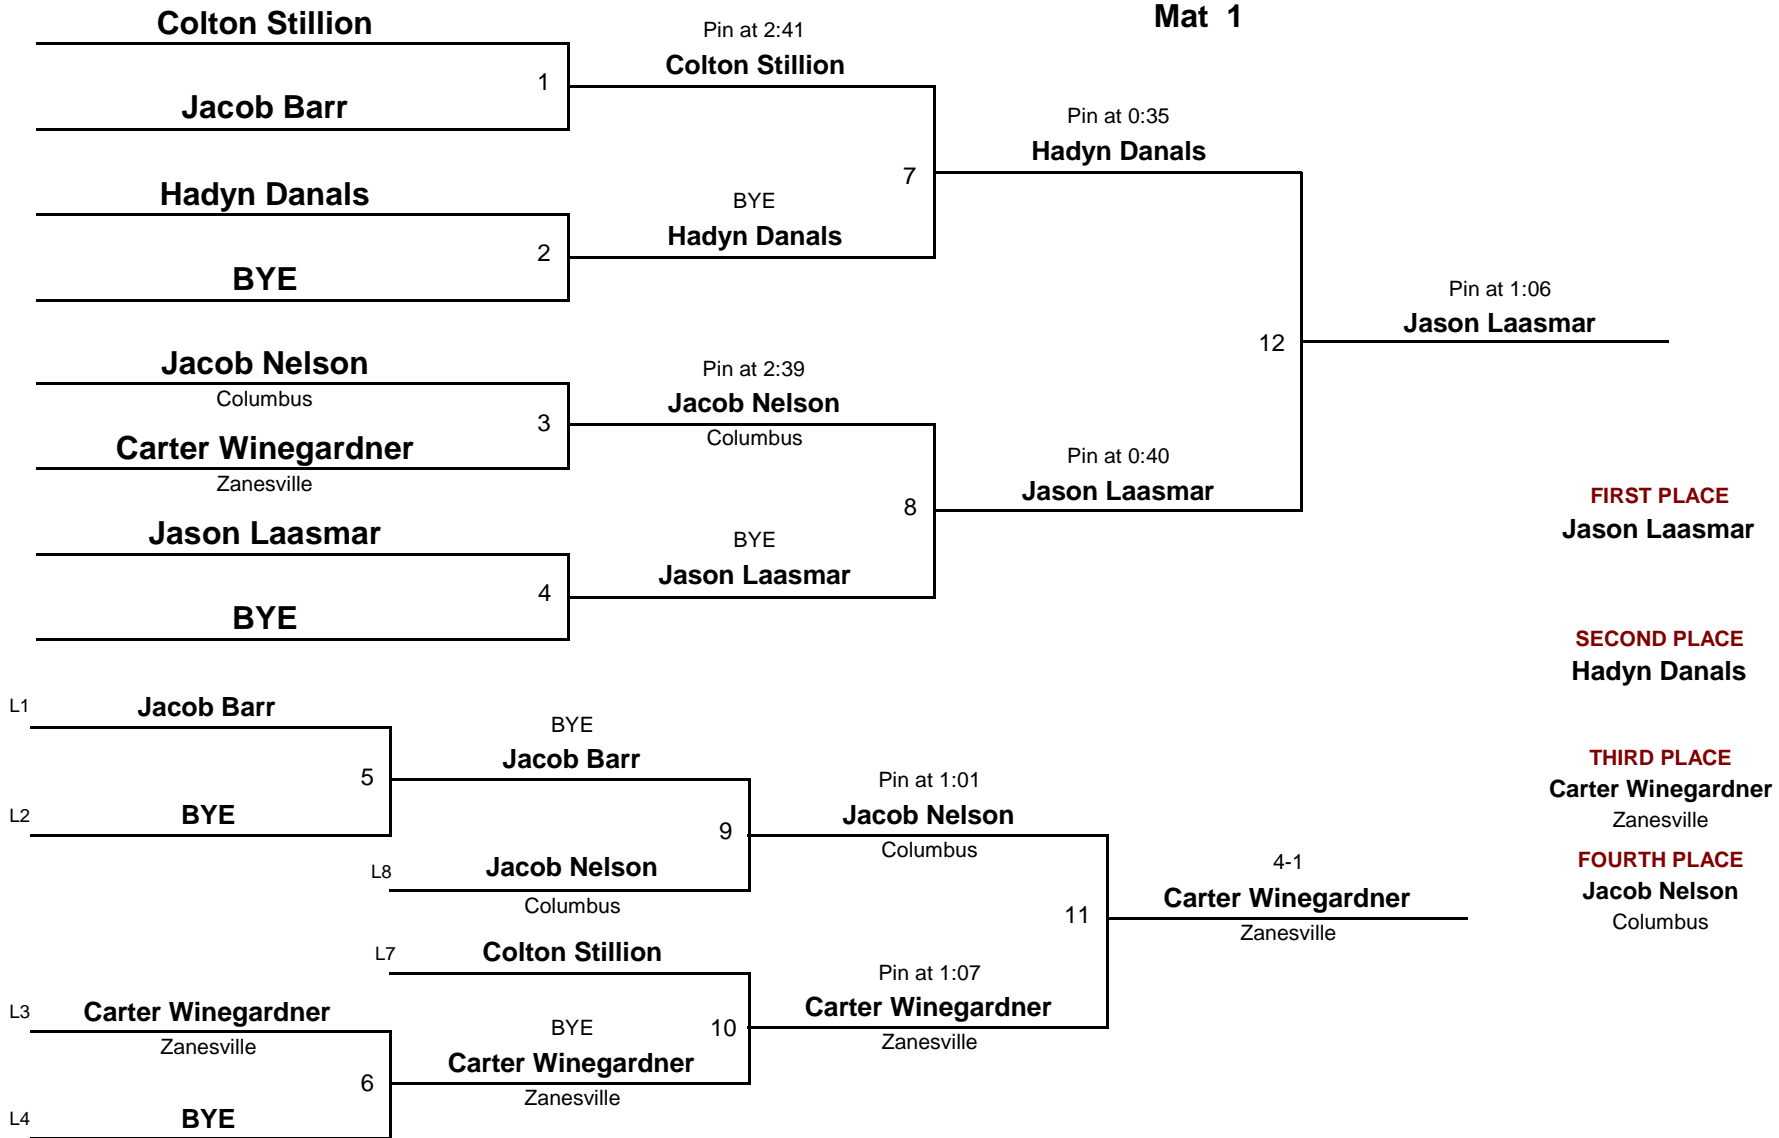 Mat 1
Colton Stillion
Pin at 2:41
Colton Stillion
1
Jacob Barr
Pin at 0:35
Hadyn Danals
7
Hadyn Danals
BYE
Hadyn Danals
2
BYE
Pin at 1:06
Jason Laasmar
12
Jacob Nelson
Columbus
Pin at 2:39
Jacob Nelson
Columbus
3
Carter Winegardner
Zanesville
Pin at 0:40
Jason Laasmar
8
Jason Laasmar
BYE
Jason Laasmar
4
BYE
FIRST PLACE
Jason Laasmar
SECOND PLACE
Hadyn Danals
THIRD PLACE
Carter Winegardner
Zanesville
FOURTH PLACE
Jacob Nelson
Columbus
L1
Jacob Barr
BYE
Jacob Barr
5
L2
BYE
Pin at 1:01
Jacob Nelson
Columbus
9
L8
Jacob Nelson
Columbus
4-1
Carter Winegardner
Zanesville
11
L7
Colton Stillion
Pin at 1:07
Carter Winegardner
Zanesville
10
L3
Carter Winegardner
Zanesville
BYE
Carter Winegardner
Zanesville
6
L4
BYE